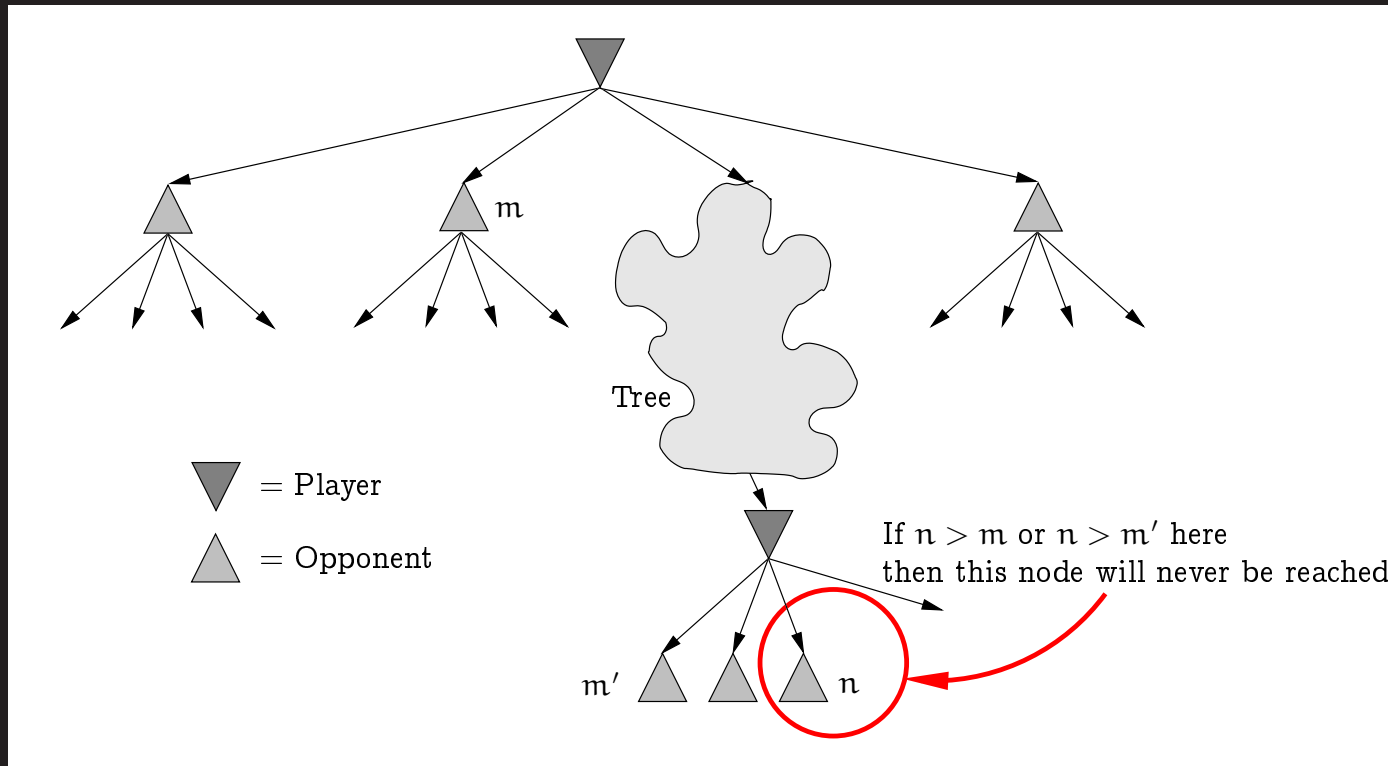 m
Tree
= Player
= Opponent
If n > m or n > m′ here
then this node will never be reached
m′
n